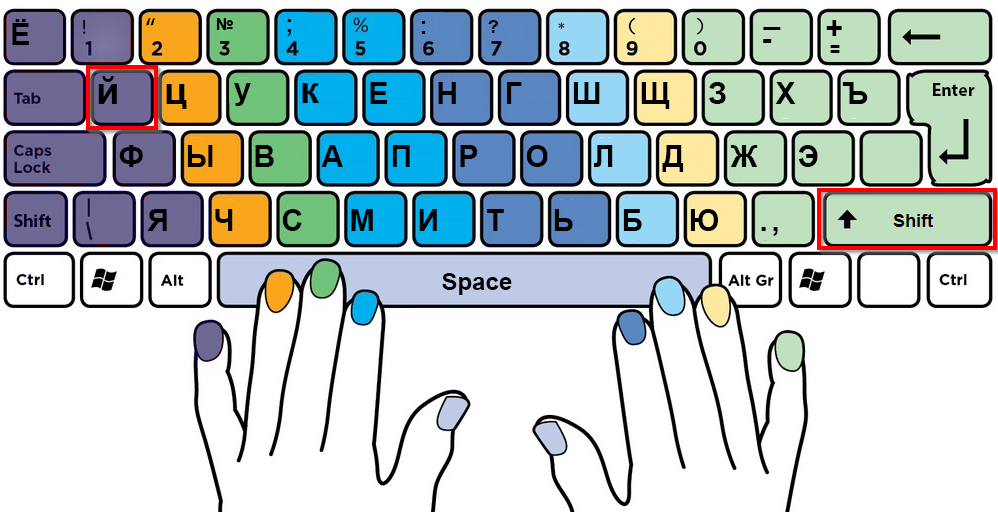 Ё ! 1 “ 2 № 3 ; 4 % 5 : 6 ? 7 * 8 ( 9 ) 0 — - + =
Tab Й Ц У К Е Н Г Ш Щ З Х Ъ Enter
Caps Lock Ф Ы В А П Р О Л Д Ж Э
Shift | \ Я Ч С М И Т Ь Б Ю . , Shift
Ctrl Alt Space Alt Gr Ctrl